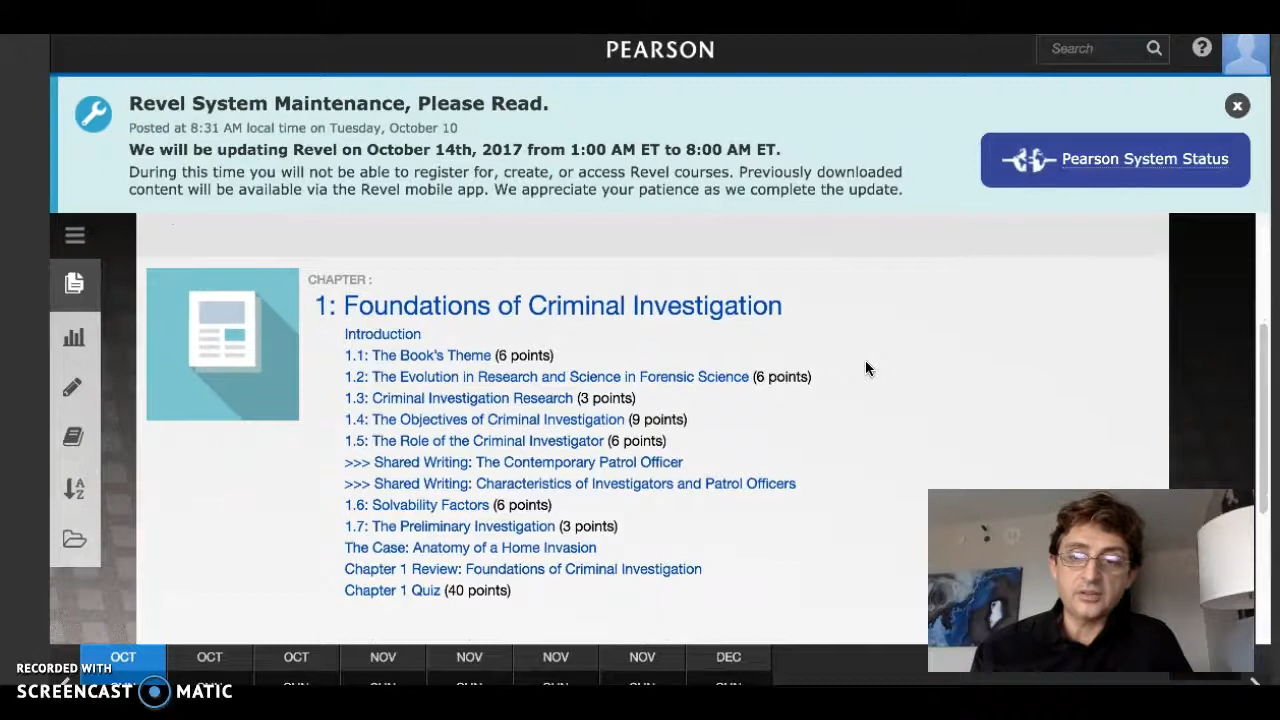 PEARSON
Search
?
Revel System Maintenance, Please Read.
Posted at 8:31 AM local time on Tuesday, October 10
We will be updating Revel on October 14th, 2017 from 1:00 AM ET to 8:00 AM ET.
During this time you will not be able to register for, create, or access Revel courses. Previously downloaded
content will be available via the Revel mobile app. We appreciate your patience as we complete the update.
Pearson System Status
CHAPTER :
1: Foundations of Criminal Investigation
Introduction
1.1: The Book's Theme (6 points)
1.2: The Evolution in Research and Science in Forensic Science (6 points)
1.3: Criminal Investigation Research (3 points)
1.4: The Objectives of Criminal Investigation (9 points)
1.5: The Role of the Criminal Investigator (6 points)
>>> Shared Writing: The Contemporary Patrol Officer
>>> Shared Writing: Characteristics of Investigators and Patrol Officers
1.6: Solvability Factors (6 points)
1.7: The Preliminary Investigation (3 points)
The Case: Anatomy of a Home Invasion
Chapter 1 Review: Foundations of Criminal Investigation
Chapter 1 Quiz (40 points)
A
Z
OCT OCT OCT NOV NOV NOV NOV DEC
RECORDED WITH
SCREENCAST MATIC